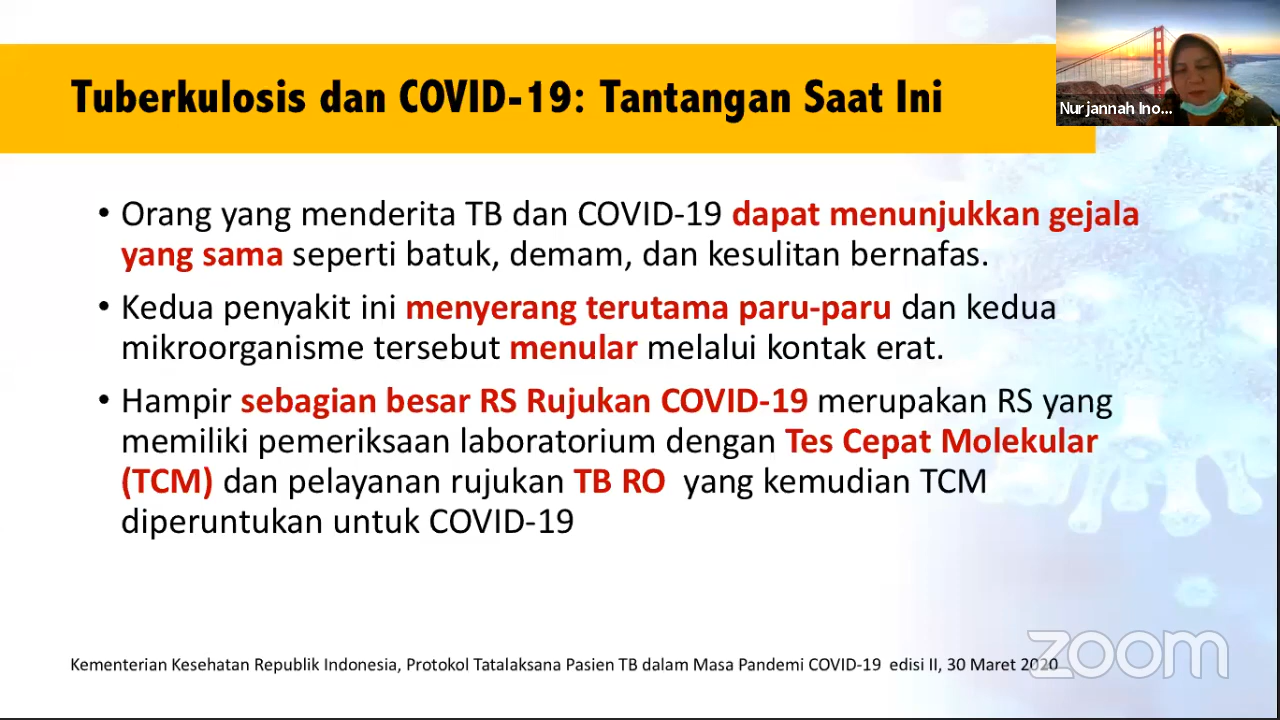 Tuberkulosis dan COVID-19: Tantangan Saat Ini
Nurjannah Ino...
• Orang yang menderita TB dan COVID-19 dapat menunjukkan gejala
yang sama seperti batuk, demam, dan kesulitan bernafas.
• Kedua penyakit ini menyerang terutama paru-paru dan kedua
mikroorganisme tersebut menular melalui kontak erat.
• Hampir sebagian besar RS Rujukan COVID-19 merupakan RS yang
memiliki pemeriksaan laboratorium dengan Tes Cepat Molekular
(TCM) dan pelayanan rujukan TB RO yang kemudian TCM
diperuntukan untuk COVID-19
Kementerian Kesehatan Republik Indonesia, Protokol Tatalaksana Pasien TB dalam Masa Pandemi COVID-19 edisi II, 30 Maret 2020
zoom